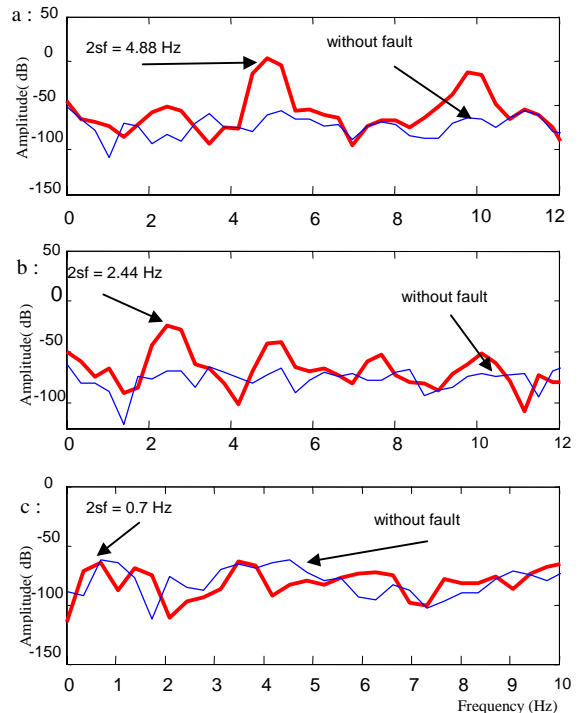 a :
50
0
-50
-100
-150
Amplitude( dB)
2sf = 4.88 Hz
without fault
0 2 4 6 8 10 12
b :
50
0
-50
-100
Amplitude( dB)
2sf = 2.44 Hz
without fault
0 2 4 6 8 10 12
c :
0
-50
-100
-150
Amplitude( dB)
2sf = 0.7 Hz
without fault
0 1 2 3 4 5 6 7 8 9 10
Frequency (Hz)